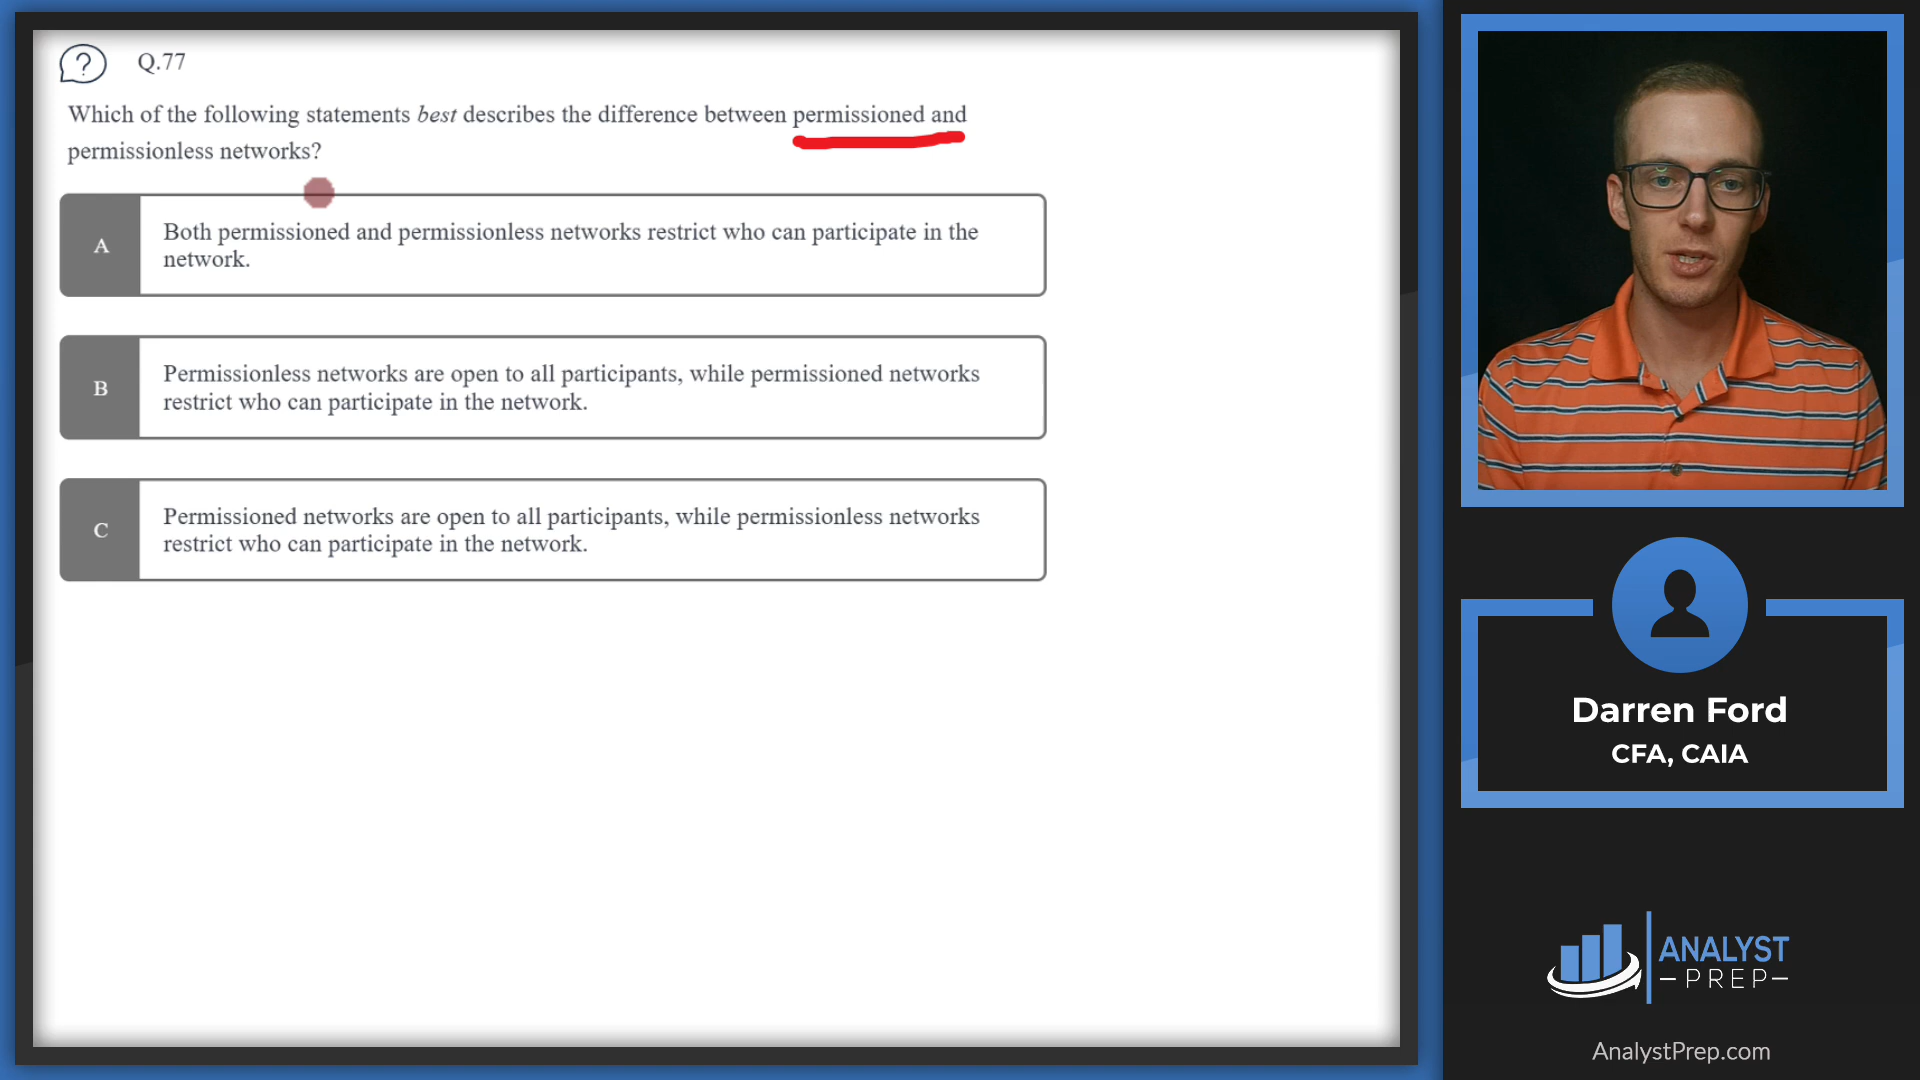 ?
Q.77
Which of the following statements best describes the difference between permissioned and
permissionless networks?
A
Both permissioned and permissionless networks restrict who can participate in the
network.
B
Permissionless networks are open to all participants, while permissioned networks
restrict who can participate in the network.
C
Permissioned networks are open to all participants, while permissionless networks
restrict who can participate in the network.
Darren Ford
CFA, CAIA
ANALYST
PREP
AnalystPrep.com